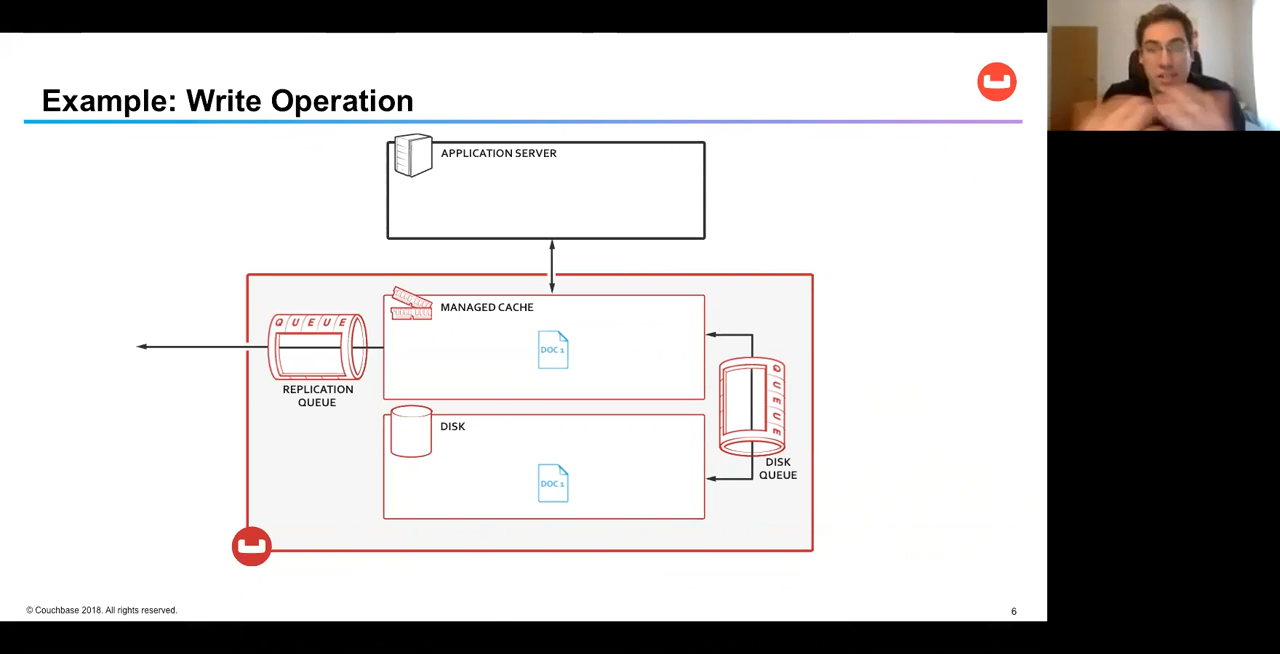 Example: Write Operation
APPLICATION SERVER
MANAGED CACHE
QUEUE
DOC 1
REPLICATION
QUEUE
QUEUE
DISK
DOC 1
DISK
QUEUE
© Couchbase 2018. All rights reserved.
6